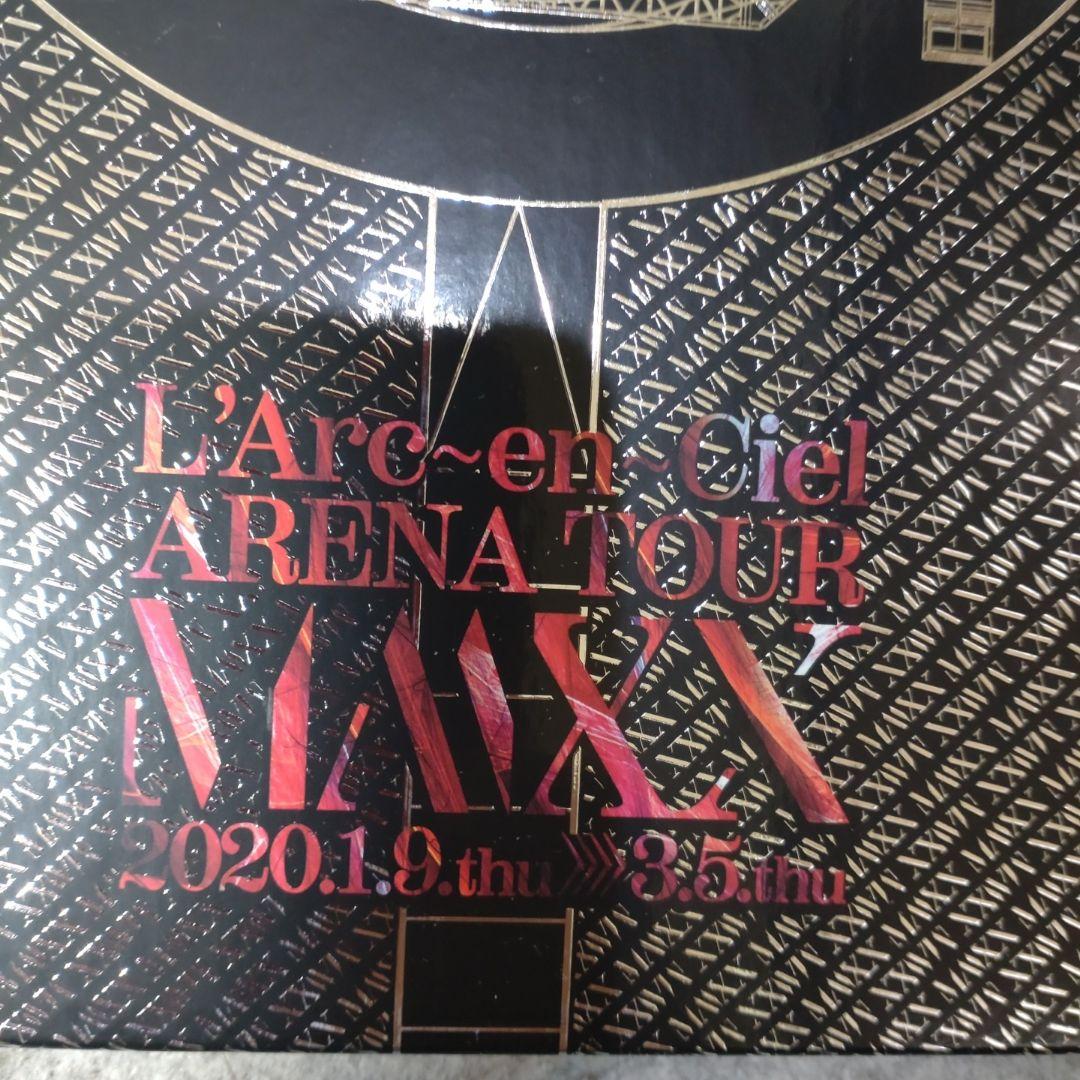 L'Arc~en~Ciel
ARENA TOUR
MMXX
2020.1.9.thu》》3.5.thu